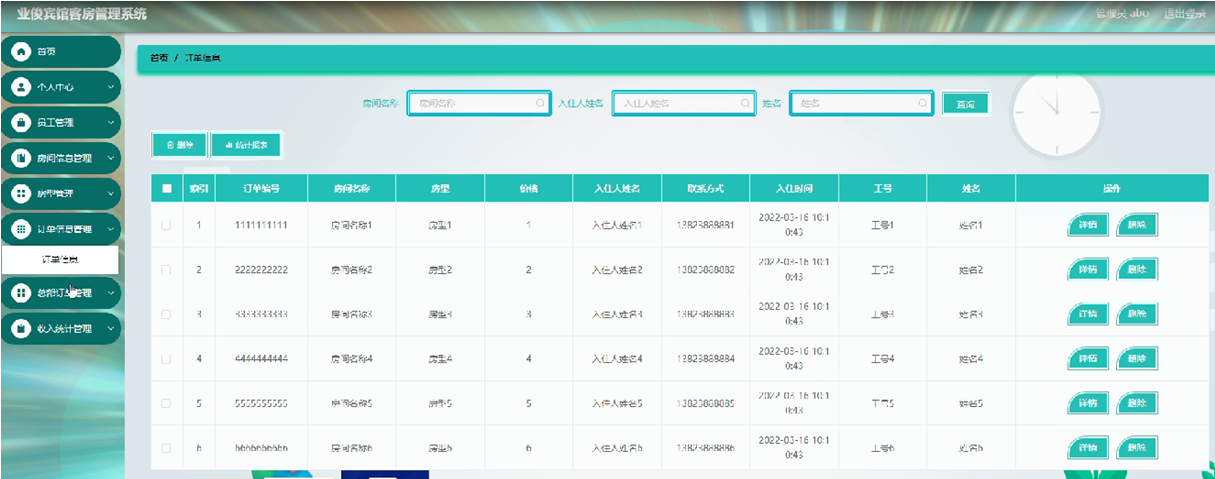 业俊宾馆客房管理系统
管理员 abo 退出登录
首页
个人中心
员工管理
房间信息管理
房型管理
订单信息管理
订单信息
总额订单管理
收入统计管理
首页 / 订单信息
房间名称 房间名称 入住人姓名 入住人姓名 姓名 姓名 查询
删除 统计报表
索引 订单编号 房间名称 房型 价格 入住人姓名 联系方式 入住时间 工号 姓名 操作
1 1111111111 房间名称1 房型1 1 入住人姓名1 13823888881 2022-03-16 10:1 工号1 姓名1 详情 删除
0:43
2 2222222222 房间名称2 房型2 2 入住人姓名2 13823888882 2022-03-16 10:1 工号2 姓名2 详情 删除
0:43
3 3333333333 房间名称3 房型3 3 入住人姓名3 13823888883 2022-03-16 10:1 工号3 姓名3 详情 删除
0:43
4 4444444444 房间名称4 房型4 4 入住人姓名4 13823888884 2022-03-16 10:1 工号4 姓名4 详情 删除
0:43
5 5555555555 房间名称5 房型5 5 入住人姓名5 13823888885 2022-03-16 10:1 工号5 姓名5 详情 删除
0:43
6 6666666666 房间名称6 房型6 6 入住人姓名6 13823888886 2022-03-16 10:1 工号6 姓名6 详情 删除
0:43